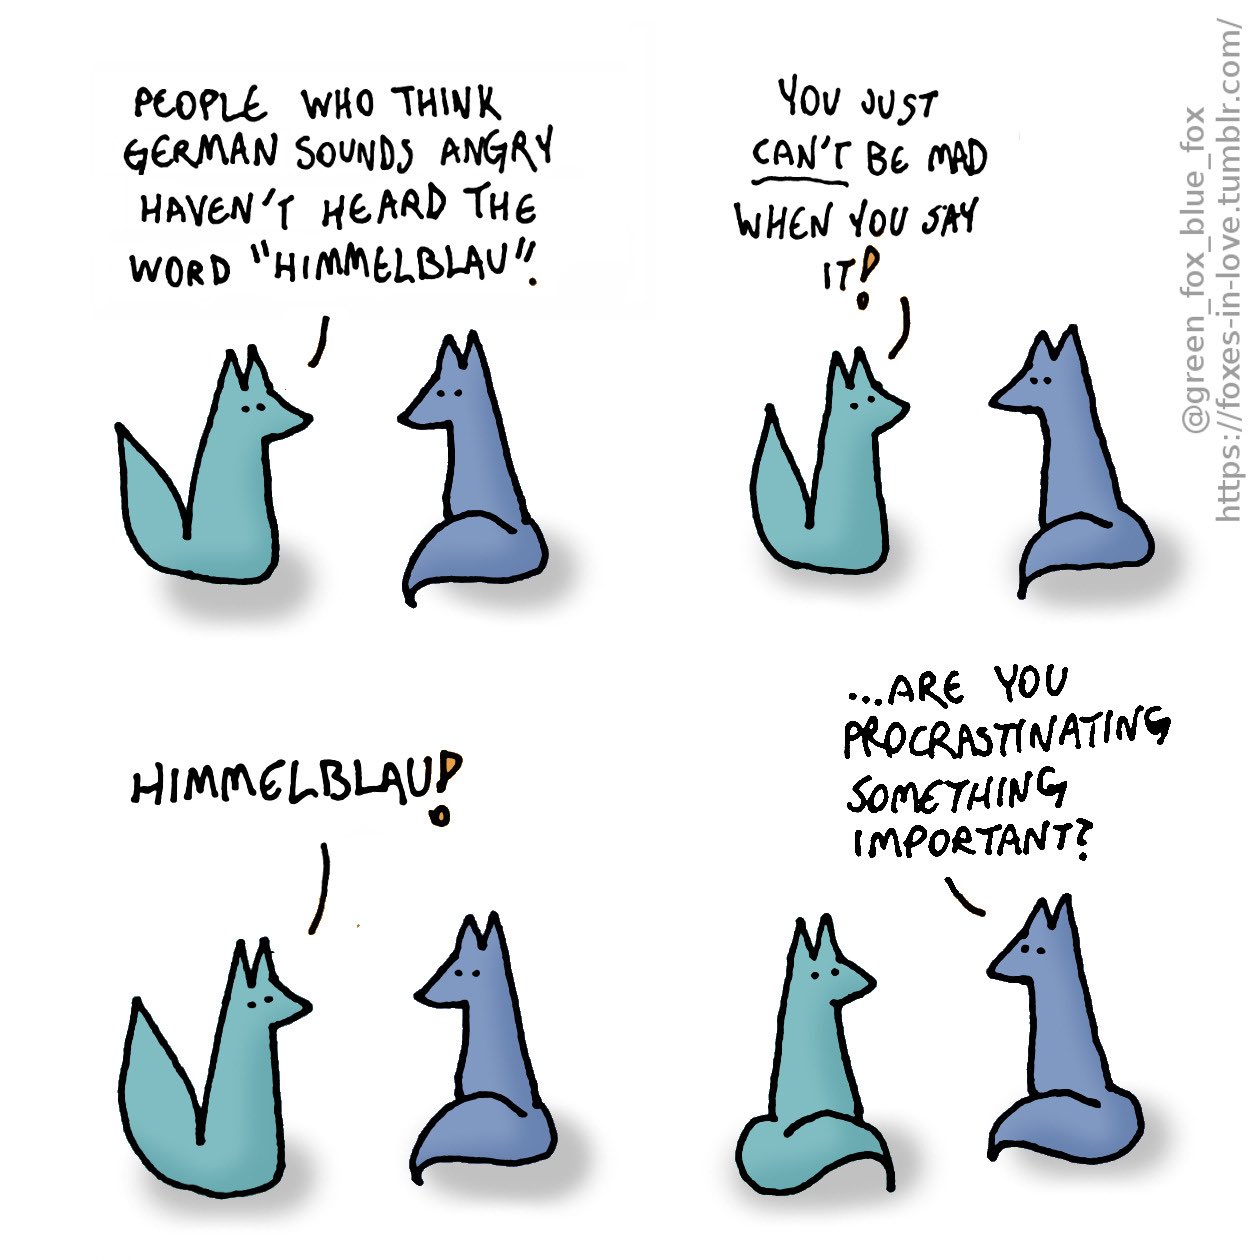 PEOPLE WHO THINK
GERMAN SOUNDS ANGRY
HAVEN'T HEARD THE
WORD "HIMMELBLAU".
YOU JUST
CAN'T BE MAD
WHEN YOU SAY
IT!
HIMMELBLAU!
...ARE YOU
PROCRASTINATING
SOMETHING
IMPORTANT?
@green_fox_blue_fox
https://foxes-in-love.tumblr.com/